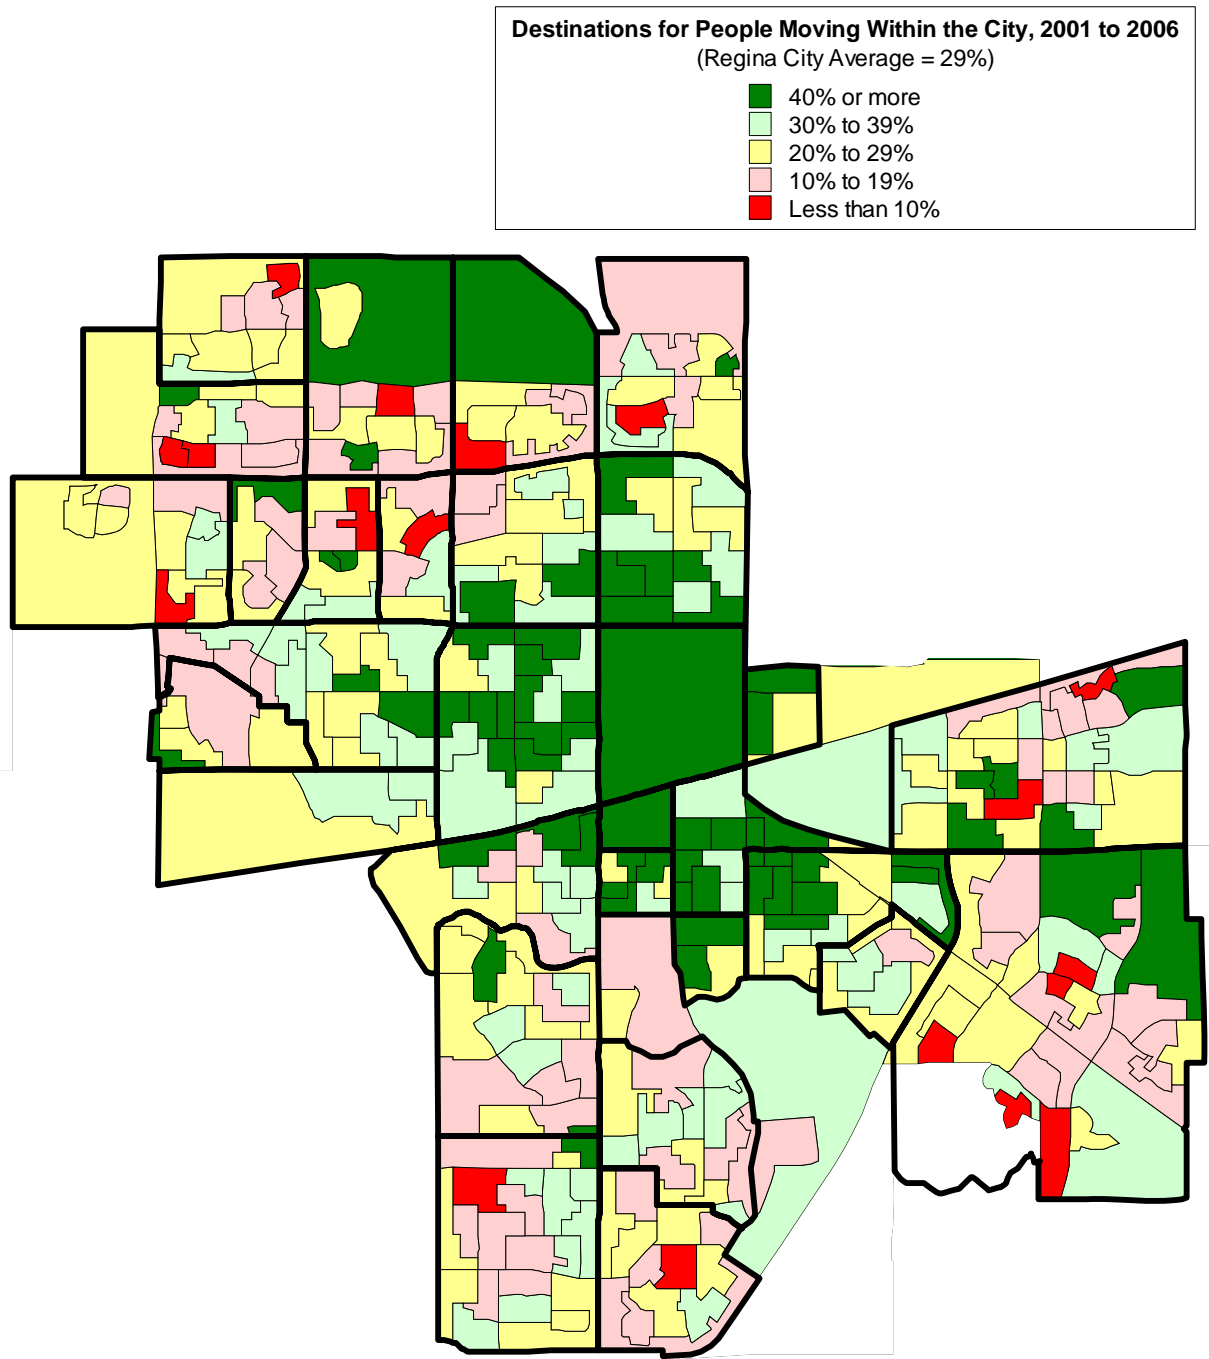 Destinations for People Moving Within the City, 2001 to 2006
(Regina City Average = 29%)
40% or more
30% to 39%
20% to 29%
10% to 19%
Less than 10%